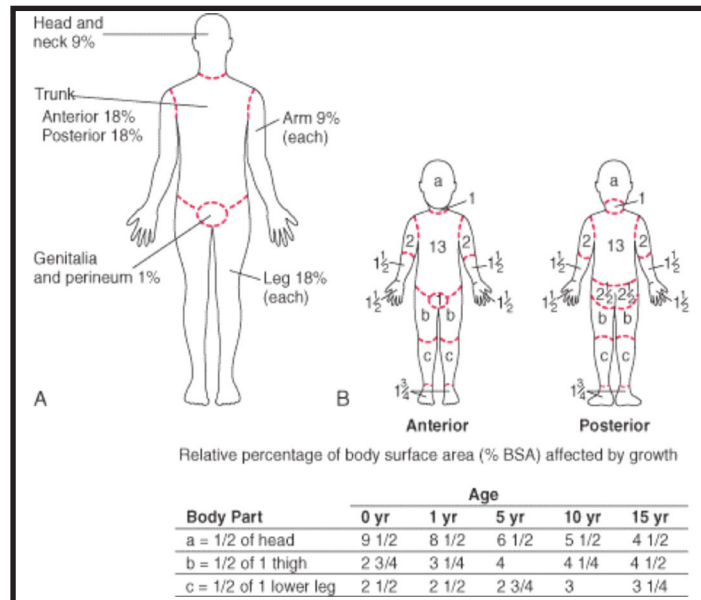 Head and
neck 9%
Trunk
Anterior 18%
Posterior 18%
Arm 9%
(each)
Genitalia
and perineum 1%
Leg 18%
(each)
A
a
1
2
13
2
1½
1½
1½
1½
1
b
b
c
c
1¾
B
Anterior
a
1
2
13
2
1½
1½
1½
1½
2½
2½
b
b
c
c
1¾
Posterior
Relative percentage of body surface area (% BSA) affected by growth
Age
Body Part 0 yr 1 yr 5 yr 10 yr 15 yr
a = 1/2 of head 9 1/2 8 1/2 6 1/2 5 1/2 4 1/2
b = 1/2 of 1 thigh 2 3/4 3 1/4 4 4 1/4 4 1/2
c = 1/2 of 1 lower leg 2 1/2 2 1/2 2 3/4 3 3 1/4